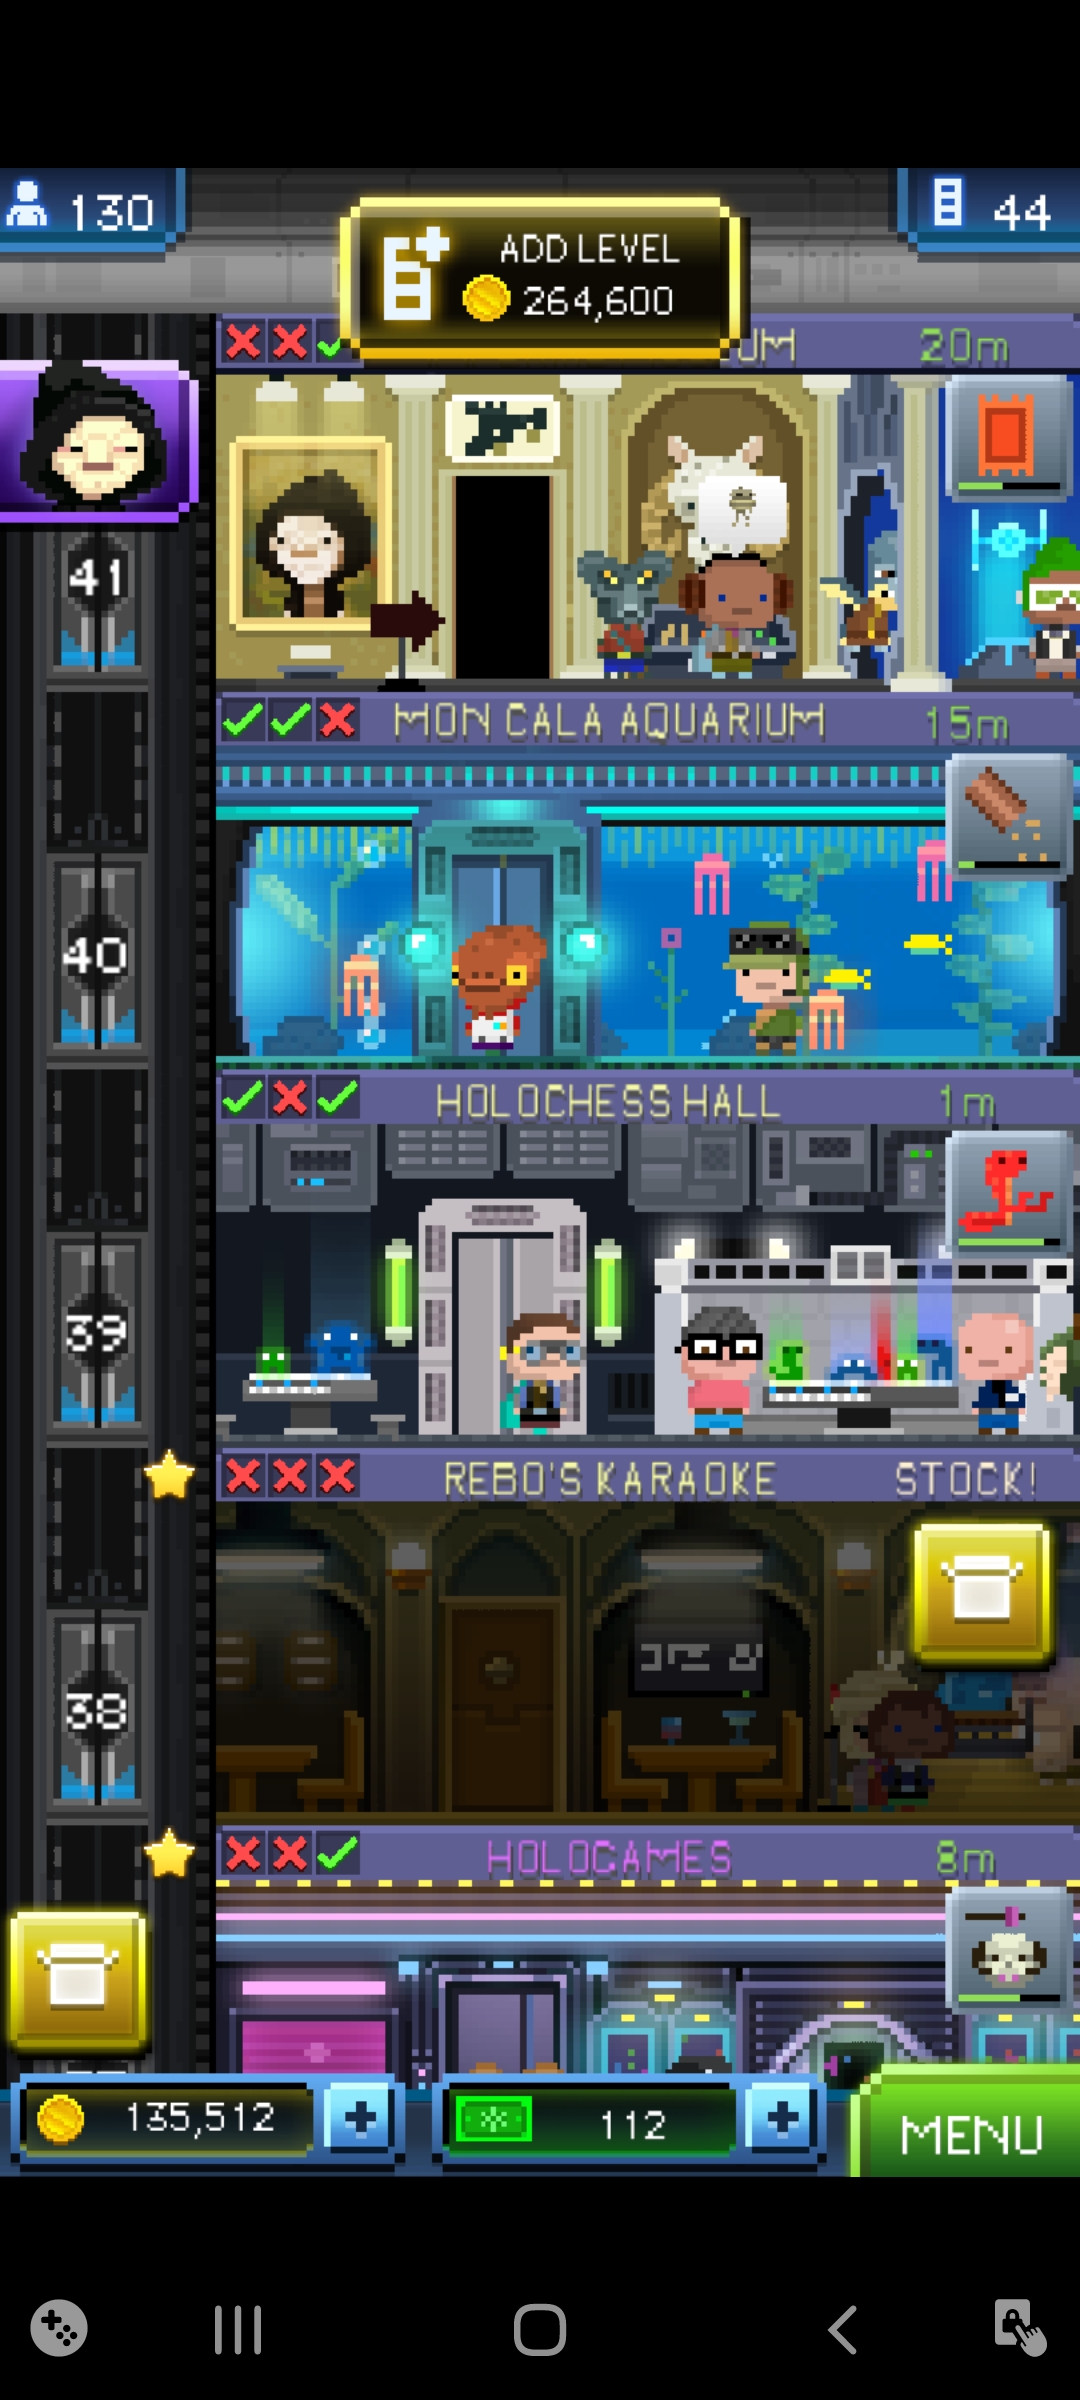 130
44
ADD LEVEL
264,600
UM 20m
41
MON CALA AQUARIUM 15m
40
HOLOCHESS HALL 1m
39
REBO'S KARAOKE STOCK!
38
HOLOGAMES 8m
135,512
112
MENU